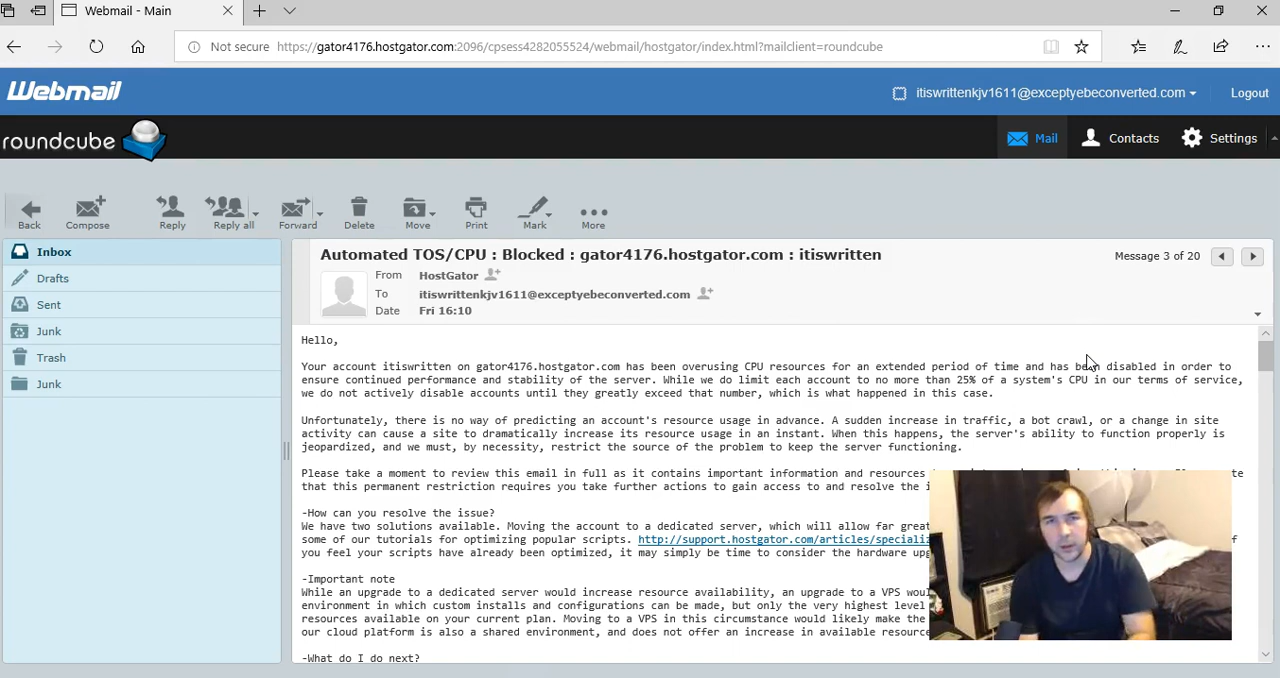 Webmail - Main
Not secure https://gator4176.hostgator.com:2096/cpsess4282055524/webmail/hostgator/index.html?mailclient=roundcube
Webmail
itiswrittenkjv1611@exceptyebeconverted.com
Logout
roundcube
Mail
Contacts
Settings
Back
Compose
Reply
Reply all
Forward
Delete
Move
Print
Mark
More
Inbox
Drafts
Sent
Junk
Trash
Junk
Automated TOS/CPU : Blocked : gator4176.hostgator.com : itiswritten
Message 3 of 20
From HostGator
To itiswrittenkjv1611@exceptyebeconverted.com
Date Fri 16:10
Hello,
Your account itiswritten on gator4176.hostgator.com has been overusing CPU resources for an extended period of time and has been disabled in order to
ensure continued performance and stability of the server. While we do limit each account to no more than 25% of a system's CPU in our terms of service,
we do not actively disable accounts until they greatly exceed that number, which is what happened in this case.
Unfortunately, there is no way of predicting an account's resource usage in advance. A sudden increase in traffic, a bot crawl, or a change in site
activity can cause a site to dramatically increase its resource usage in an instant. When this happens, the server's ability to function properly is
jeopardized, and we must, by necessity, restrict the source of the problem to keep the server functioning.
Please take a moment to review this email in full as it contains important information and resources
that this permanent restriction requires you take further actions to gain access to and resolve the
-How can you resolve the issue?
We have two solutions available. Moving the account to a dedicated server, which will allow far
some of our tutorials for optimizing popular scripts. http://support.hostgator.com/articles/speciali
you feel your scripts have already been optimized, it may simply be time to consider the hardware
-Important note
While an upgrade to a dedicated server would increase resource availability, an upgrade to a VPS
environment in which custom installs and configurations can be made, but only the very highest level
resources available on your current plan. Moving to a VPS in this circumstance would likely make the
our cloud platform is also a shared environment, and does not offer an increase in available
-What do I do next?